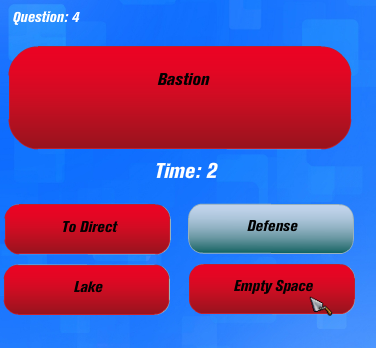 Question: 4
Bastion
Time: 2
To Direct
Defense
Lake
Empty Space